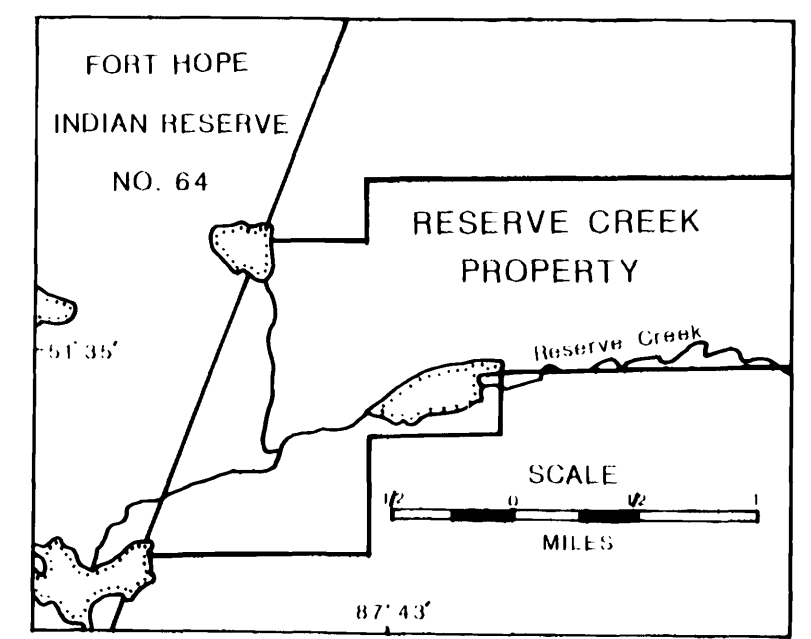 FORT HOPE
INDIAN RESERVE
NO. 64
RESERVE CREEK
PROPERTY
51° 35'
Reserve Creek
SCALE
1/2 0 1/2 1
MILES
87° 43'